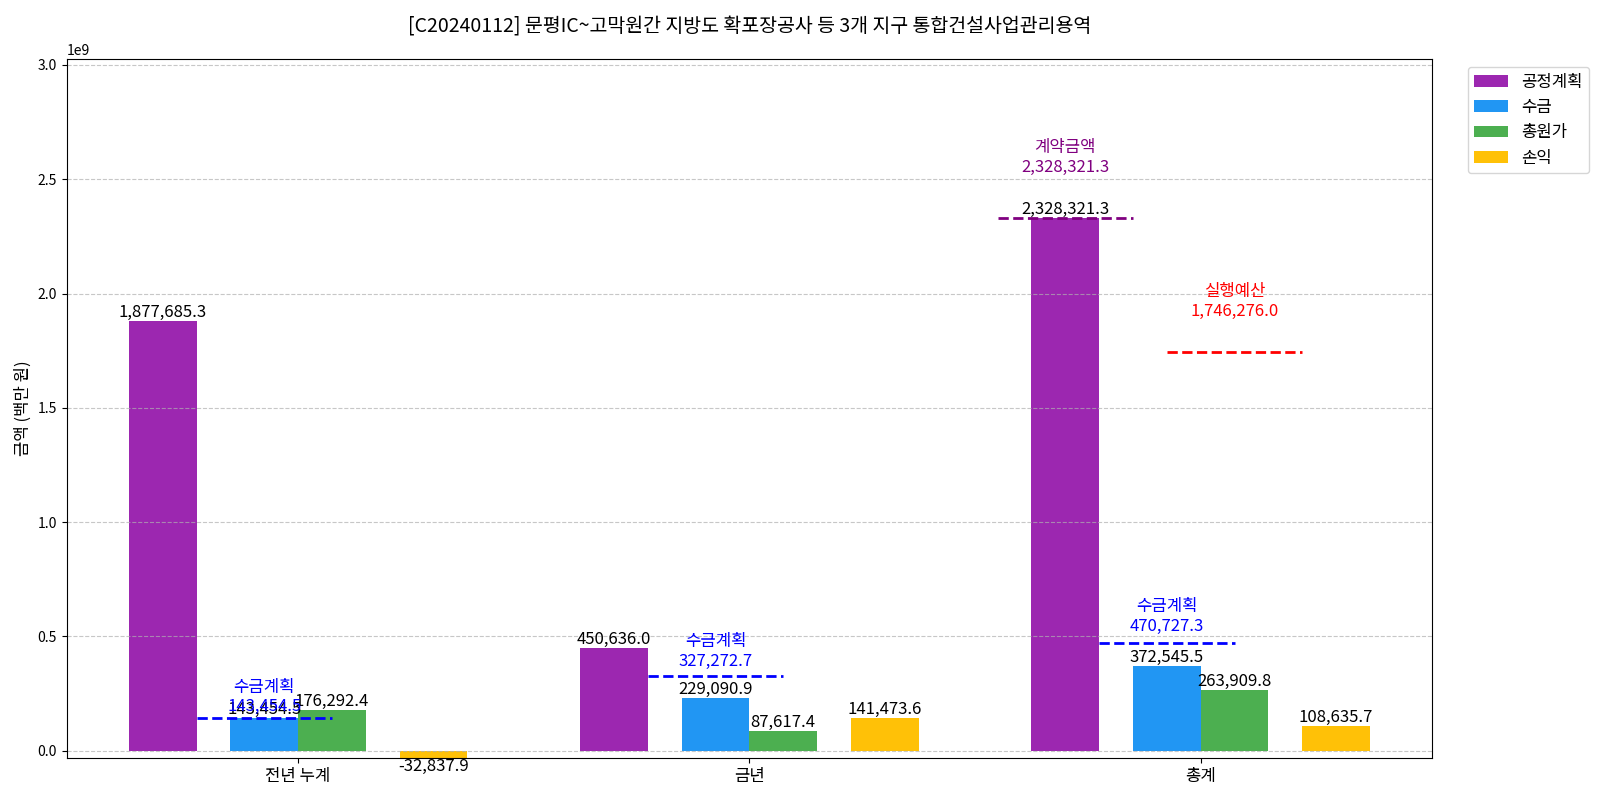 [C20240112] 문평IC~고막원간 지방도 확포장공사 등 3개 지구 통합건설사업관리용역
1e9
3.0
2.5
2.0
1.5
1.0
0.5
0.0
금액 (백만 원)
공정계획
수금
총원가
손익
1,877,685.3
수금계획
143,454.5
143,454.5
176,292.4
-32,837.9
450,636.0
수금계획
327,272.7
229,090.9
87,617.4
141,473.6
계약금액
2,328,321.3
2,328,321.3
실행예산
1,746,276.0
수금계획
470,727.3
372,545.5
263,909.8
108,635.7
전년 누계
금년
총계